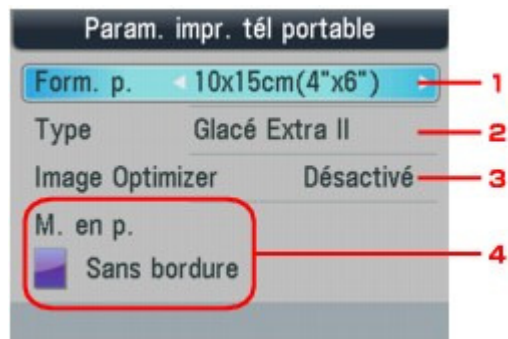 Param. impr. tél portable
Form. p. 10x15cm(4"x6") 1
Type Glacé Extra II 2
Image Optimizer Désactivé 3
M. en p.
Sans bordure 4